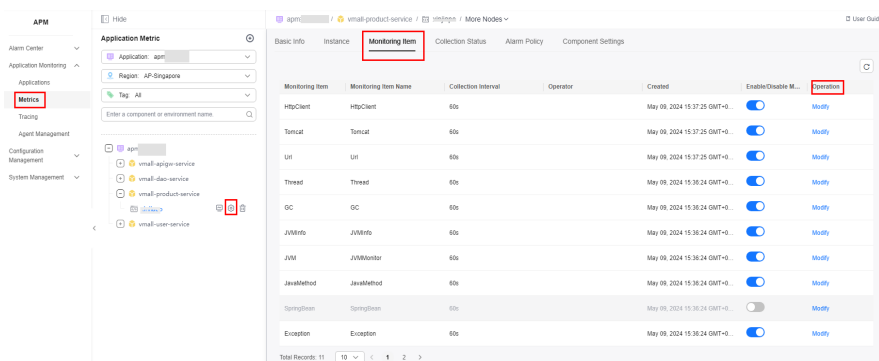 APM
Alarm Center
Application Monitoring
Applications
Metrics
Tracing
Agent Management
Configuration
Management
System Management
Hide
Application Metric
Application: apm
Region: AP-Singapore
Tag: All
Enter a component or environment name.
apm
vmall-apigw-service
vmall-dao-service
vmall-product-service
vmall-user-service
apm / vmall-product-service / / More Nodes
User Guid
Basic Info Instance Monitoring Item Collection Status Alarm Policy Component Settings
Monitoring Item Monitoring Item Name Collection Interval Operator Created Enable/Disable M... Operation
HttpClient HttpClient 60s May 09, 2024 15:37:25 GMT+0... Modify
Tomcat Tomcat 60s May 09, 2024 15:37:25 GMT+0... Modify
Url Url 60s May 09, 2024 15:37:25 GMT+0... Modify
Thread Thread 60s May 09, 2024 15:36:24 GMT+0... Modify
GC GC 60s May 09, 2024 15:36:24 GMT+0... Modify
JVMInfo JVMInfo 60s May 09, 2024 15:36:24 GMT+0... Modify
JVM JVMMonitor 60s May 09, 2024 15:36:24 GMT+0... Modify
JavaMethod JavaMethod 60s May 09, 2024 15:36:24 GMT+0... Modify
SpringBean SpringBean 60s May 09, 2024 15:36:24 GMT+0... Modify
Exception Exception 60s May 09, 2024 15:36:24 GMT+0... Modify
Total Records: 11 10 < 1 2 >